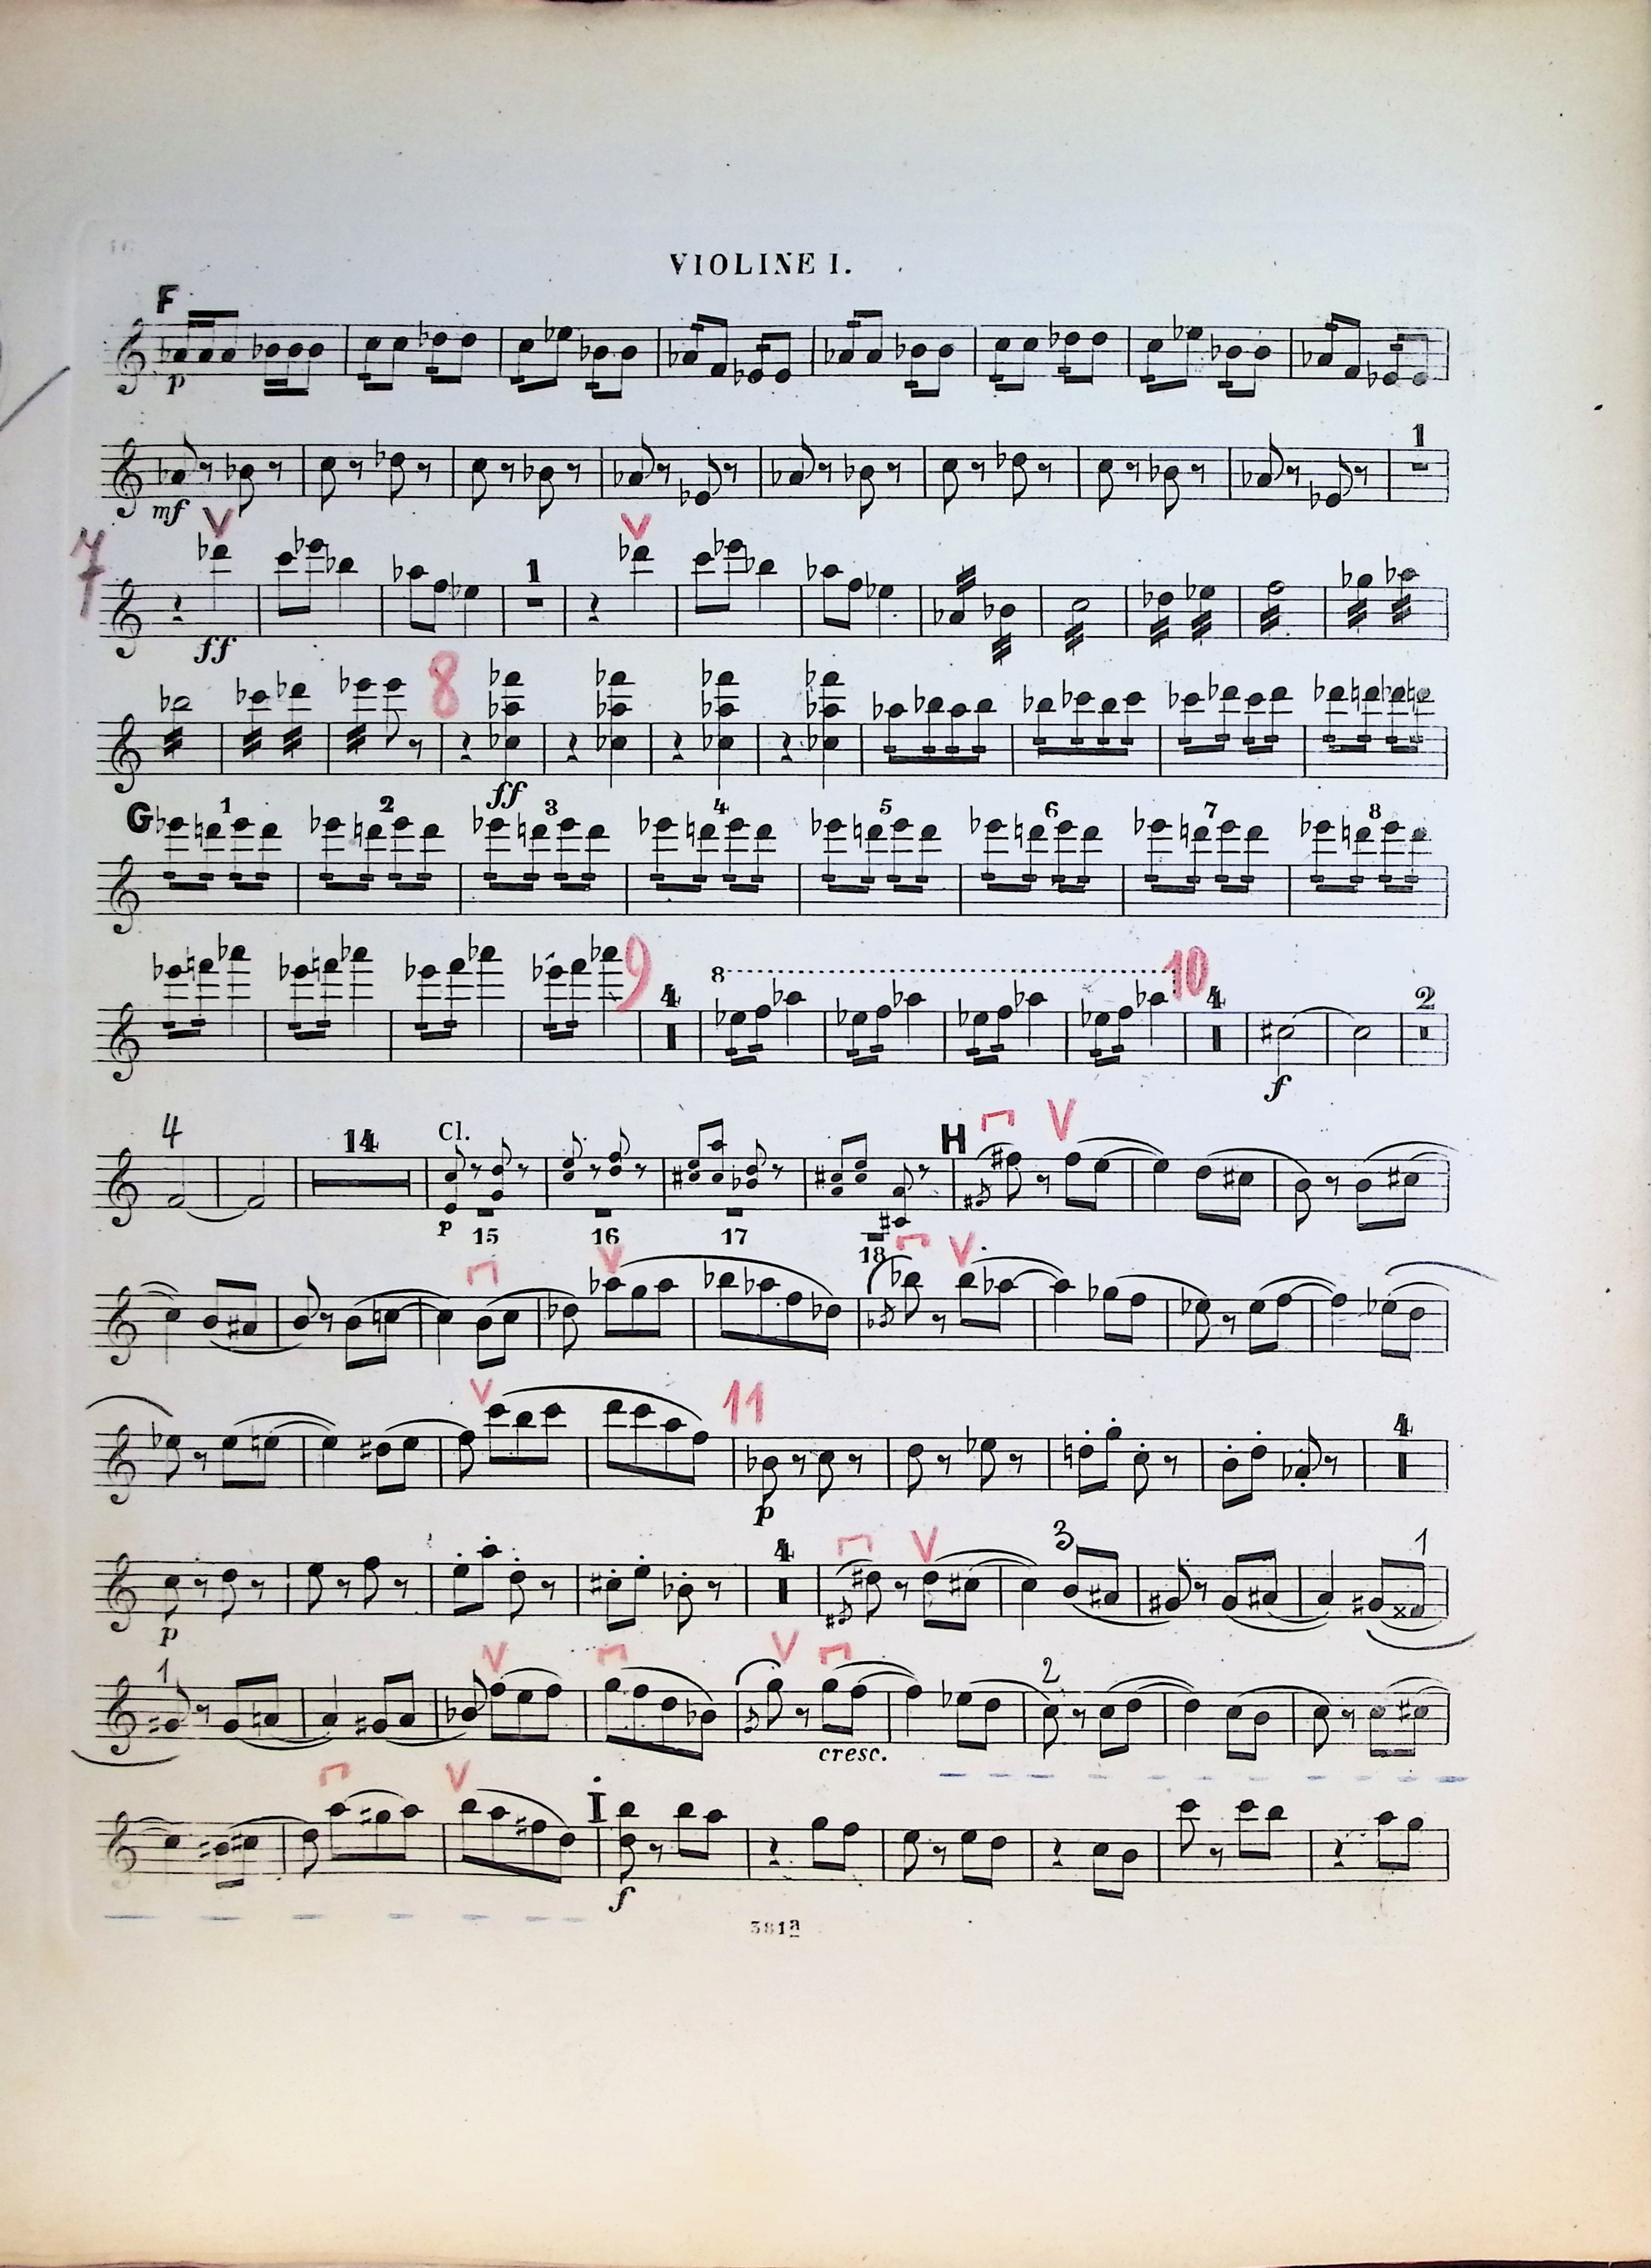 16
VIOLINE I.
F
p
mf
1
7
ff
1
8
ff
G 1 2 3 4 5 6 7 8
9 4 8 10 4 2
f
4 14 Cl. H
p 15 16 17 18
11 4
p
4 3 1
p
1 2
cresc.
I
f
381a